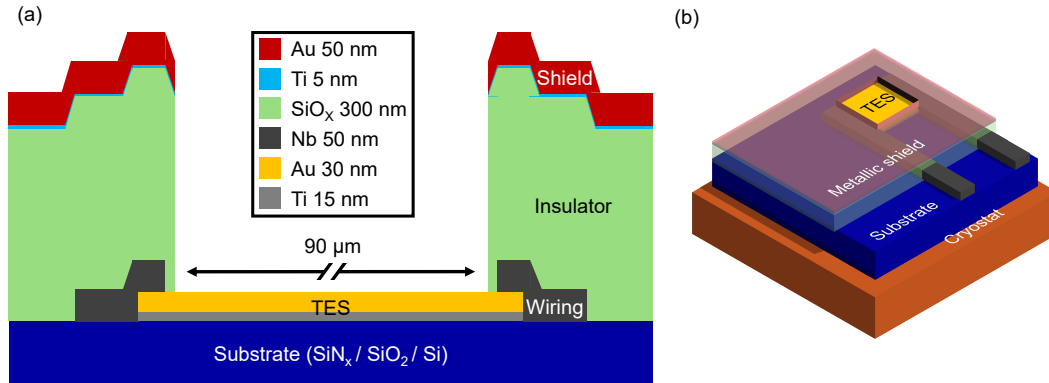 (a)
Au 50 nm
Ti 5 nm
SiOX 300 nm
Nb 50 nm
Au 30 nm
Ti 15 nm
Shield
Insulator
90 μm
TES
Wiring
Substrate (SiNx / SiO2 / Si)
(b)
TES
Metallic shield
Substrate
Cryostat